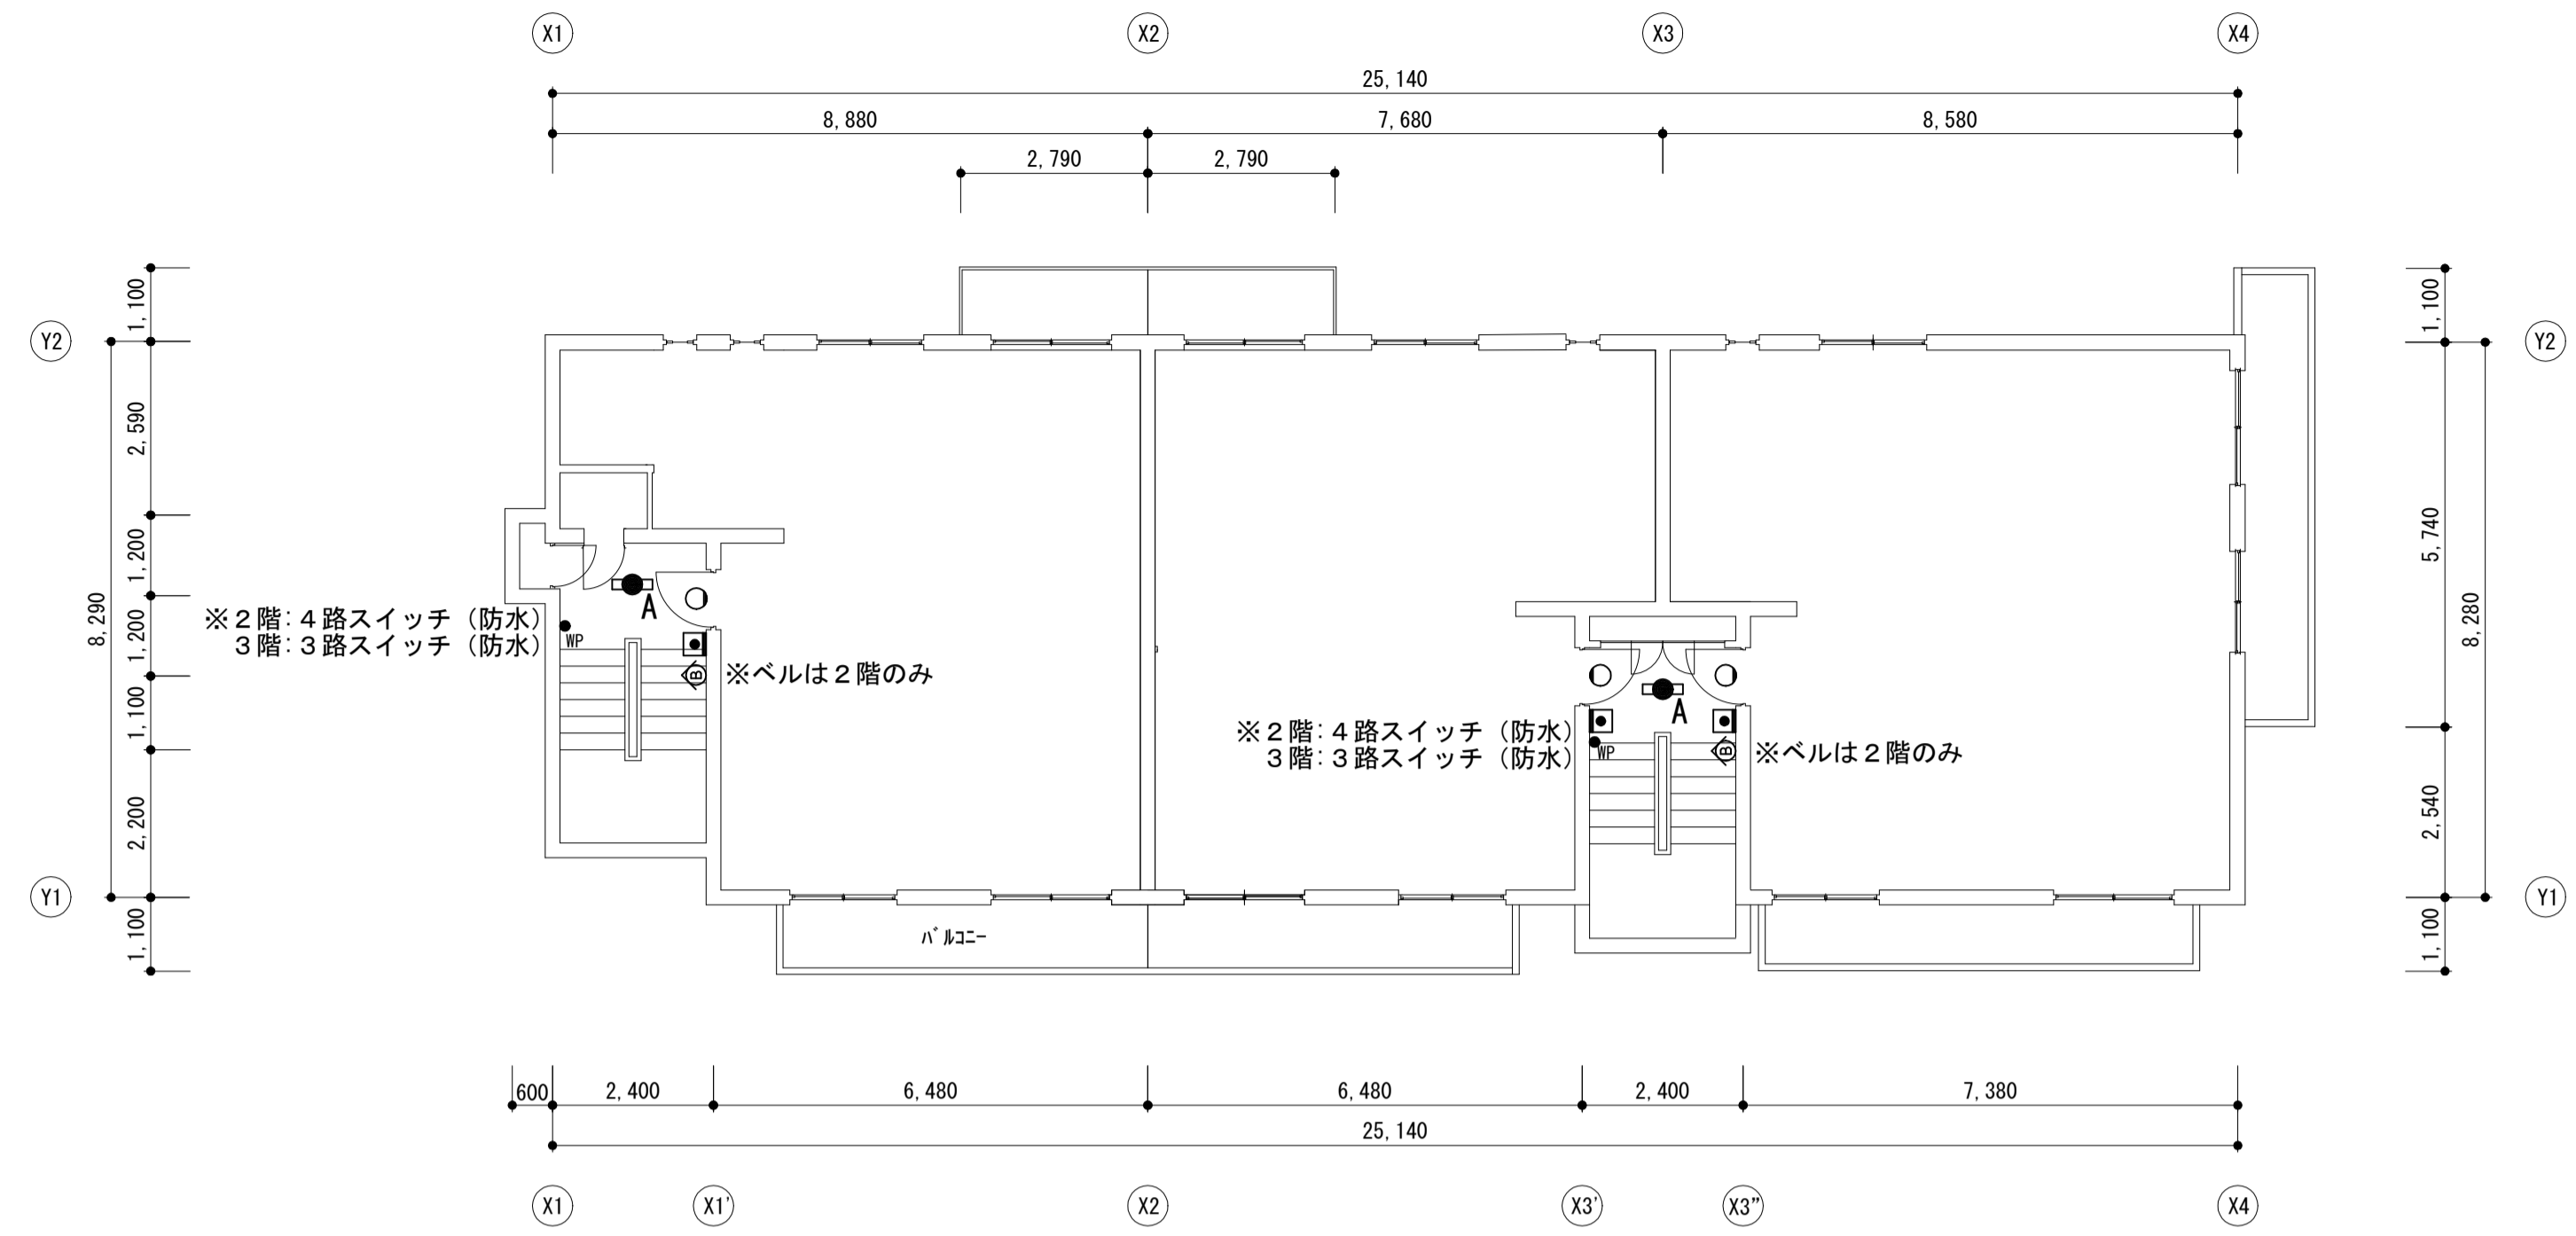 X1 X2 X3 X4
25,140
8,880 7,680 8,580
2,790 2,790
1,100
1,100
Y2
Y2
2,590
1,200
5,740
8,290
1,200
8,280
1,100
2,200
2,540
Y1
Y1
1,100
1,100
A
※２階：４路スイッチ（防水）
３階：３路スイッチ（防水）
WP
B
※ベルは２階のみ
A
※２階：４路スイッチ（防水）
３階：３路スイッチ（防水）
WP
B
※ベルは２階のみ
ﾊﾞﾙｺﾆｰ
600 2,400 6,480 6,480 2,400 7,380
25,140
X1 X1' X2 X3' X3" X4